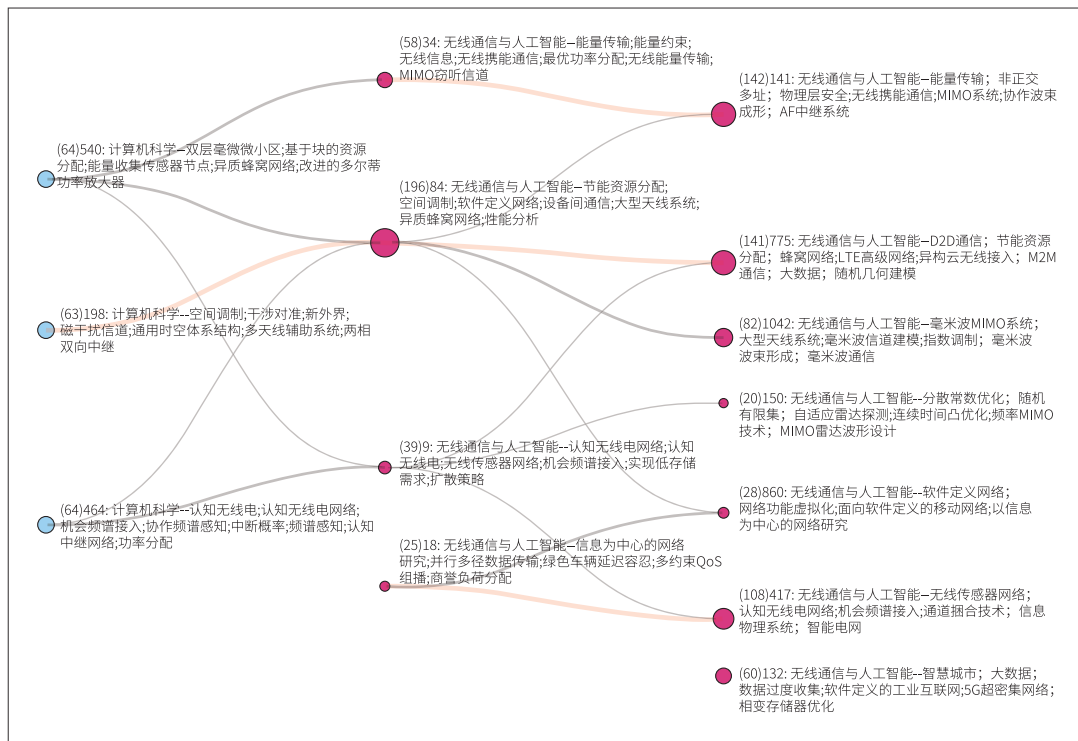 (64)540: 计算机科学–双层毫微微小区;基于块的资源
分配;能量收集传感器节点;异质蜂窝网络;改进的多尔蒂
功率放大器
(63)198: 计算机科学--空间调制;干涉对准;新外界;
磁干扰信道;通用时空体系结构;多天线辅助系统;两相
双向中继
(64)464: 计算机科学–认知无线电;认知无线电网络;
机会频谱接入;协作频谱感知;中断概率;频谱感知;认知
中继网络;功率分配
(58)34: 无线通信与人工智能–能量传输;能量约束;
无线信息;无线携能通信;最优功率分配;无线能量传输;
MIMO窃听信道
(196)84: 无线通信与人工智能–节能资源分配;
空间调制;软件定义网络;设备间通信;大型天线系统;
异质蜂窝网络;性能分析
(39)9: 无线通信与人工智能--认知无线电网络;认知
无线电;无线传感器网络;机会频谱接入;实现低存储
需求;扩散策略
(25)18: 无线通信与人工智能–信息为中心的网络
研究;并行多径数据传输;绿色车辆延迟容忍;多约束QoS
组播;商誉负荷分配
(142)141: 无线通信与人工智能–能量传输；非正交
多址；物理层安全;无线携能通信;MIMO系统;协作波束
成形；AF中继系统
(141)775: 无线通信与人工智能–D2D通信；节能资源
分配；蜂窝网络;LTE高级网络;异构云无线接入；M2M
通信；大数据；随机几何建模
(82)1042: 无线通信与人工智能–毫米波MIMO系统；
大型天线系统;毫米波信道建模;指数调制；毫米波
波束形成；毫米波通信
(20)150: 无线通信与人工智能--分散常数优化；随机
有限集；自适应雷达探测;连续时间凸优化;频率MIMO
技术；MIMO雷达波形设计
(28)860: 无线通信与人工智能--软件定义网络；
网络功能虚拟化;面向软件定义的移动网络;以信息
为中心的网络研究
(108)417: 无线通信与人工智能–无线传感器网络；
认知无线电网络;机会频谱接入;通道捆合技术；信息
物理系统；智能电网
(60)132: 无线通信与人工智能--智慧城市；大数据；
数据过度收集;软件定义的工业互联网;5G超密集网络；
相变存储器优化